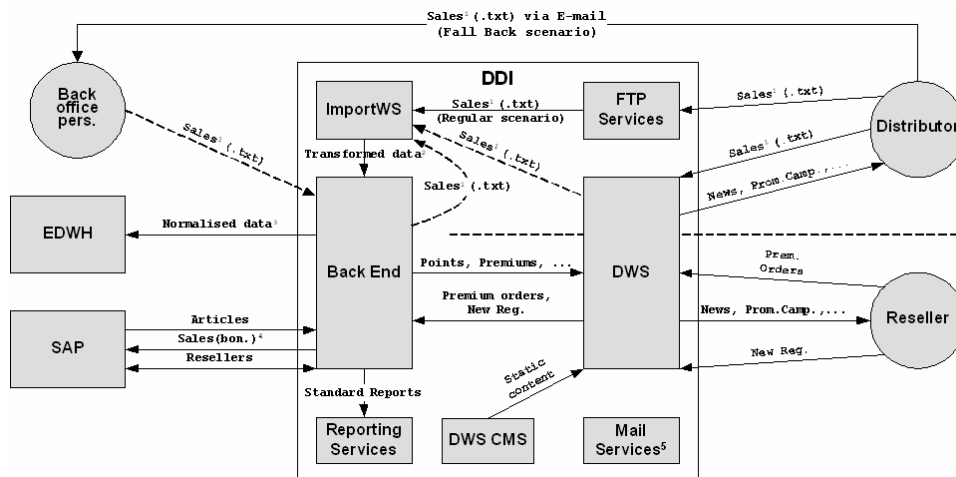 Sales¹ (.txt) via E-mail
(Fall Back scenario)
DDI
Back
office
pers.
ImportWS
Sales¹ (.txt)
(Regular scenario)
FTP
Services
Sales¹ (.txt)
Distributor
Sales¹ (.txt)
Transformed data²
Sales¹ (.txt)
Sales¹ (.txt)
Sales¹ (.txt)
News, Prom.Camp.,...
EDWH
Normalised data³
Back End
Points, Premiums, ...
DWS
Prem.
Orders
Premium orders,
New Reg.
News, Prom.Camp.,...
Reseller
SAP
Articles
Sales(bon.)⁴
Resellers
New Reg.
Static
content
Standard Reports
Reporting
Services
DWS CMS
Mail
Services⁵